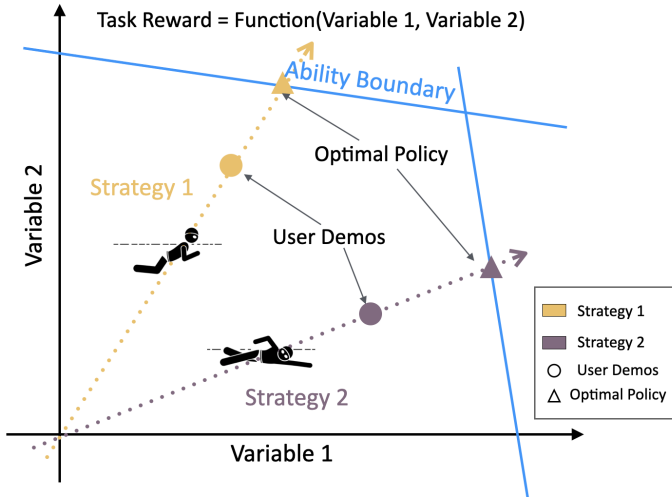 Task Reward = Function(Variable 1, Variable 2)
Ability Boundary
Optimal Policy
Strategy 1
User Demos
Variable 2
Strategy 2
Variable 1
Strategy 1
Strategy 2
User Demos
Optimal Policy